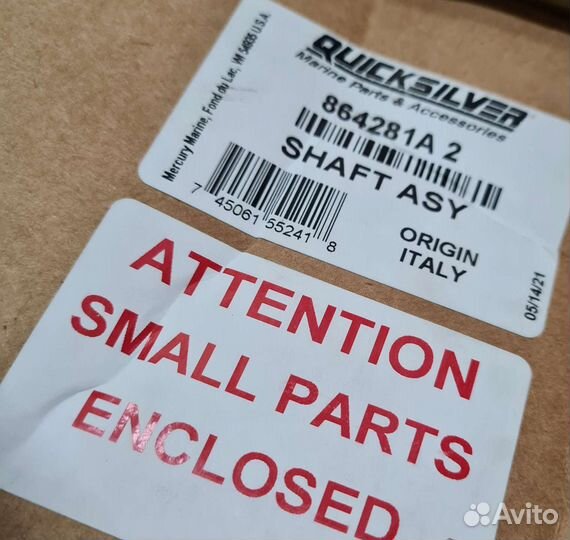 QUICKSILVER
Marine Parts & Accessories
864281A 2
SHAFT ASY
7 45061 55241 8
ORIGIN
ITALY
05/14/21
Mercury Marine, Fond du Lac, WI 54935 U.S.A.
ATTENTION
SMALL PARTS
ENCLOSED
Avito